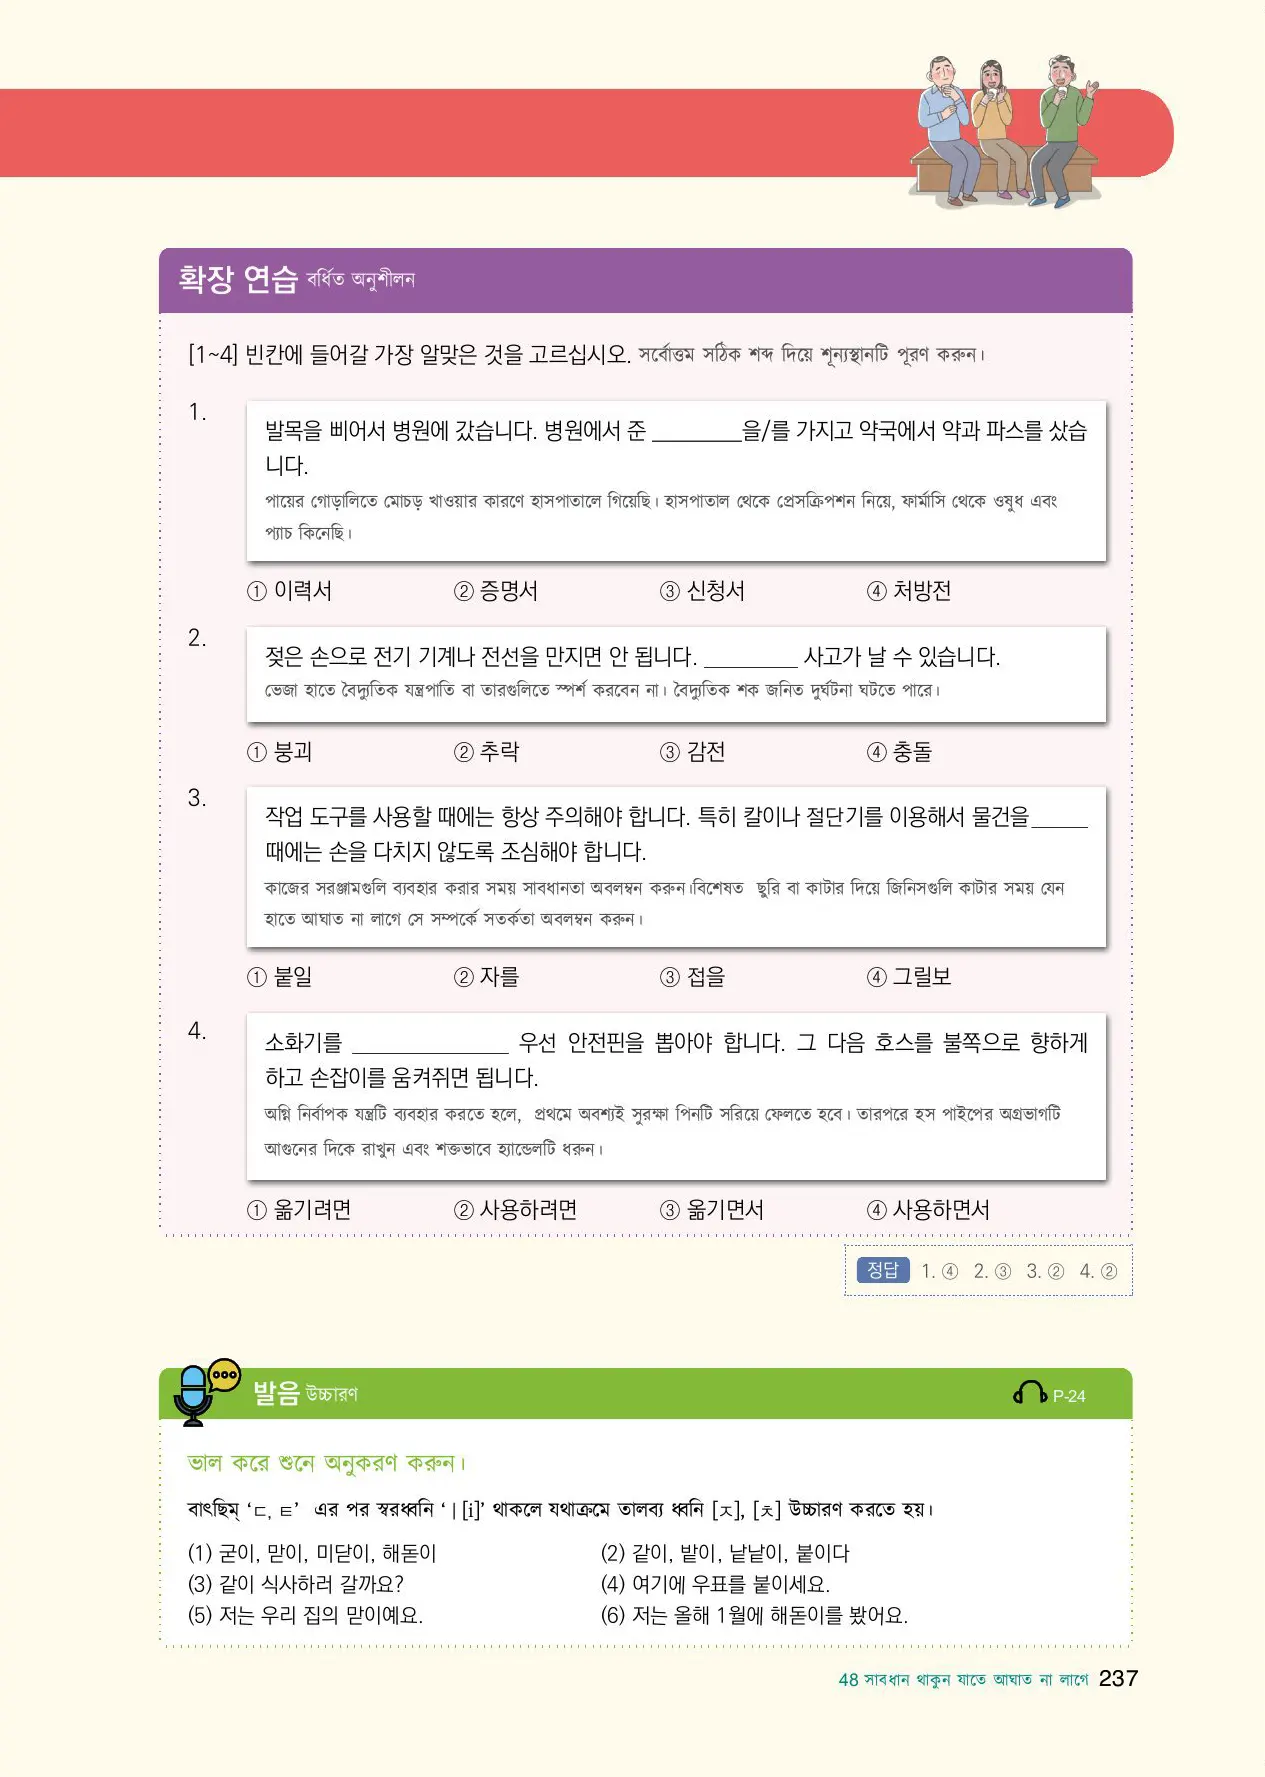 확장 연습 বর্ধিত অনুশীলন
[1~4] 빈칸에 들어갈 가장 알맞은 것을 고르십시오. সর্বোত্তম সঠিক শব্দ দিয়ে শূন্যস্থানটি পূরণ করুন।
1.
발목을 삐어서 병원에 갔습니다. 병원에서 준 ________을/를 가지고 약국에서 약과 파스를 샀습
니다.
পায়ের গোড়ালিতে মোচড় খাওয়ার কারণে হাসপাতালে গিয়েছি। হাসপাতাল থেকে প্রেসক্রিপশন নিয়ে, ফার্মাসি থেকে ওষুধ এবং
প্যাচ কিনেছি।
① 이력서 ② 증명서 ③ 신청서 ④ 처방전
2.
젖은 손으로 전기 기계나 전선을 만지면 안 됩니다. ________ 사고가 날 수 있습니다.
ভেজা হাতে বৈদ্যুতিক যন্ত্রপাতি বা তারগুলিতে স্পর্শ করবেন না। বৈদ্যুতিক শক জনিত দুর্ঘটনা ঘটতে পারে।
① 붕괴 ② 추락 ③ 감전 ④ 충돌
3.
작업 도구를 사용할 때에는 항상 주의해야 합니다. 특히 칼이나 절단기를 이용해서 물건을_____
때에는 손을 다치지 않도록 조심해야 합니다.
কাজের সরঞ্জামগুলি ব্যবহার করার সময় সাবধানতা অবলম্বন করুন।বিশেষত ছুরি বা কাটার দিয়ে জিনিসগুলি কাটার সময় যেন
হাতে আঘাত না লাগে সে সম্পর্কে সতর্কতা অবলম্বন করুন।
① 붙일 ② 자를 ③ 접을 ④ 그릴보
4.
소화기를 ______________ 우선 안전핀을 뽑아야 합니다. 그 다음 호스를 불쪽으로 향하게
하고 손잡이를 움켜쥐면 됩니다.
অগ্নি নির্বাপক যন্ত্রটি ব্যবহার করতে হলে, প্রথমে অবশ্যই সুরক্ষা পিনটি সরিয়ে ফেলতে হবে। তারপরে হস পাইপের অগ্রভাগটি
আগুনের দিকে রাখুন এবং শক্তভাবে হ্যান্ডেলটি ধরুন।
① 옮기려면 ② 사용하려면 ③ 옮기면서 ④ 사용하면서
정답 1. ④ 2. ③ 3. ② 4. ②
발음 উচ্চারণ P-24
ভাল করে শুনে অনুকরণ করুন।
বাৎছিম্ ‘ㄷ, ㅌ’ এর পর স্বরধ্বনি ‘ㅣ[i]’ থাকলে যথাক্রমে তালব্য ধ্বনি [ㅈ], [ㅊ] উচ্চারণ করতে হয়।
(1) 굳이, 맏이, 미닫이, 해돋이 (2) 같이, 밭이, 낱낱이, 붙이다
(3) 같이 식사하러 갈까요? (4) 여기에 우표를 붙이세요.
(5) 저는 우리 집의 맏이예요. (6) 저는 올해 1월에 해돋이를 봤어요.
48 সাবধান থাকুন যাতে আঘাত না লাগে 237